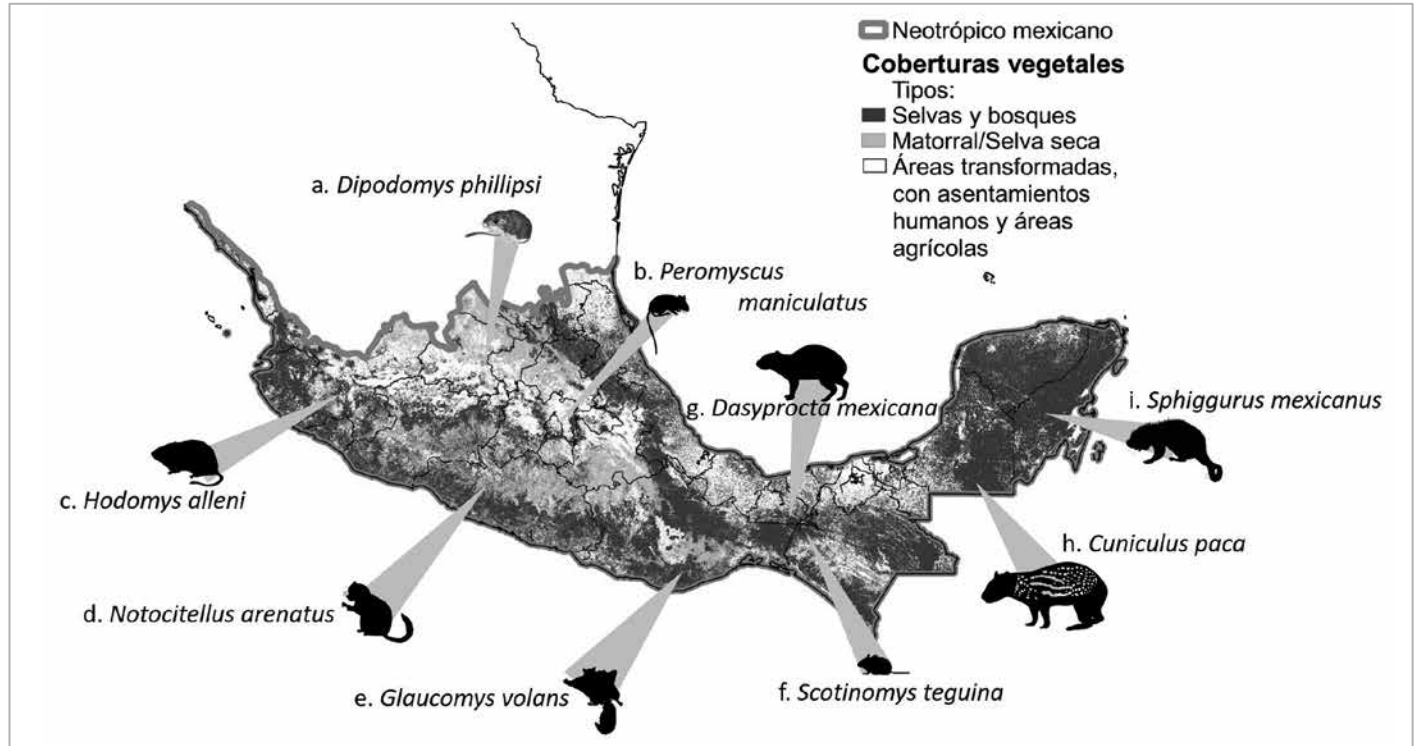 Neotrópico mexicano
Coberturas vegetales
Tipos:
Selvas y bosques
Matorral/Selva seca
Áreas transformadas,
con asentamientos
humanos y áreas
agrícolas
a. Dipodomys phillipsi
b. Peromyscus
maniculatus
g. Dasyprocta mexicana
i. Sphiggurus mexicanus
c. Hodomys alleni
h. Cuniculus paca
d. Notocitellus arenatus
e. Glaucomys volans
f. Scotinomys teguina